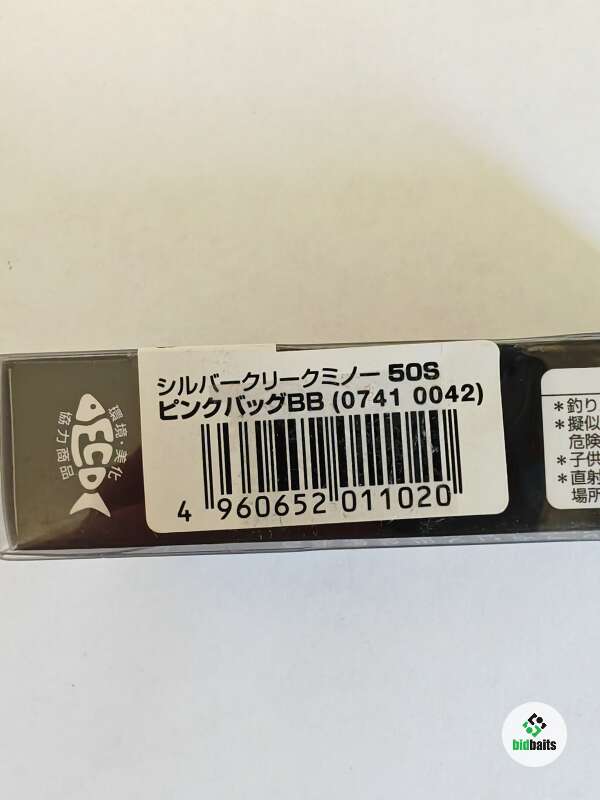 シルバークリークミノー 50S
ピンクバッグBB (0741 0042)
4 960652 011020
環境・美化
ECO
協力商品
＊釣り
＊擬似
危険
＊子供
＊直射
場所
bidbaits